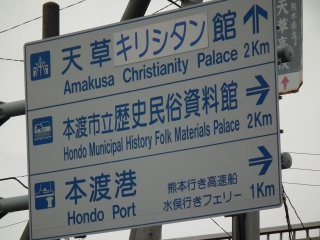 天草キリシタン館
Amakusa Christianity Palace 2Km
本渡市立歴史民俗資料館
Hondo Municipal History Folk Materials Palace 2Km
本渡港
Hondo Port
熊本行き高速船
水俣行きフェリー 1Km